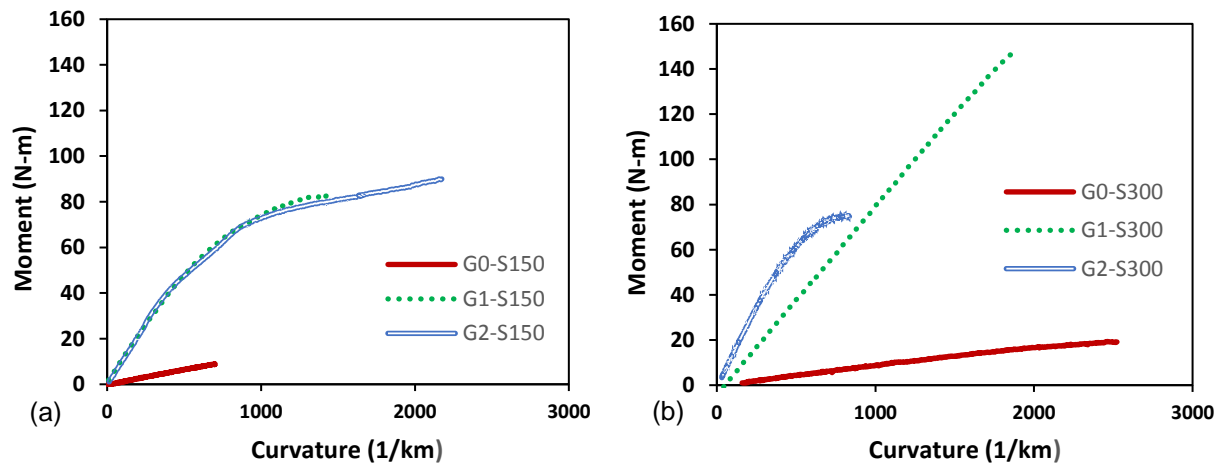 160
140
120
100
80
60
40
20
0
Moment (N-m)
0 1000 2000 3000
Curvature (1/km)
G0-S150
G1-S150
G2-S150
(a)
160
140
120
100
80
60
40
20
0
Moment (N-m)
0 1000 2000 3000
Curvature (1/km)
G0-S300
G1-S300
G2-S300
(b)